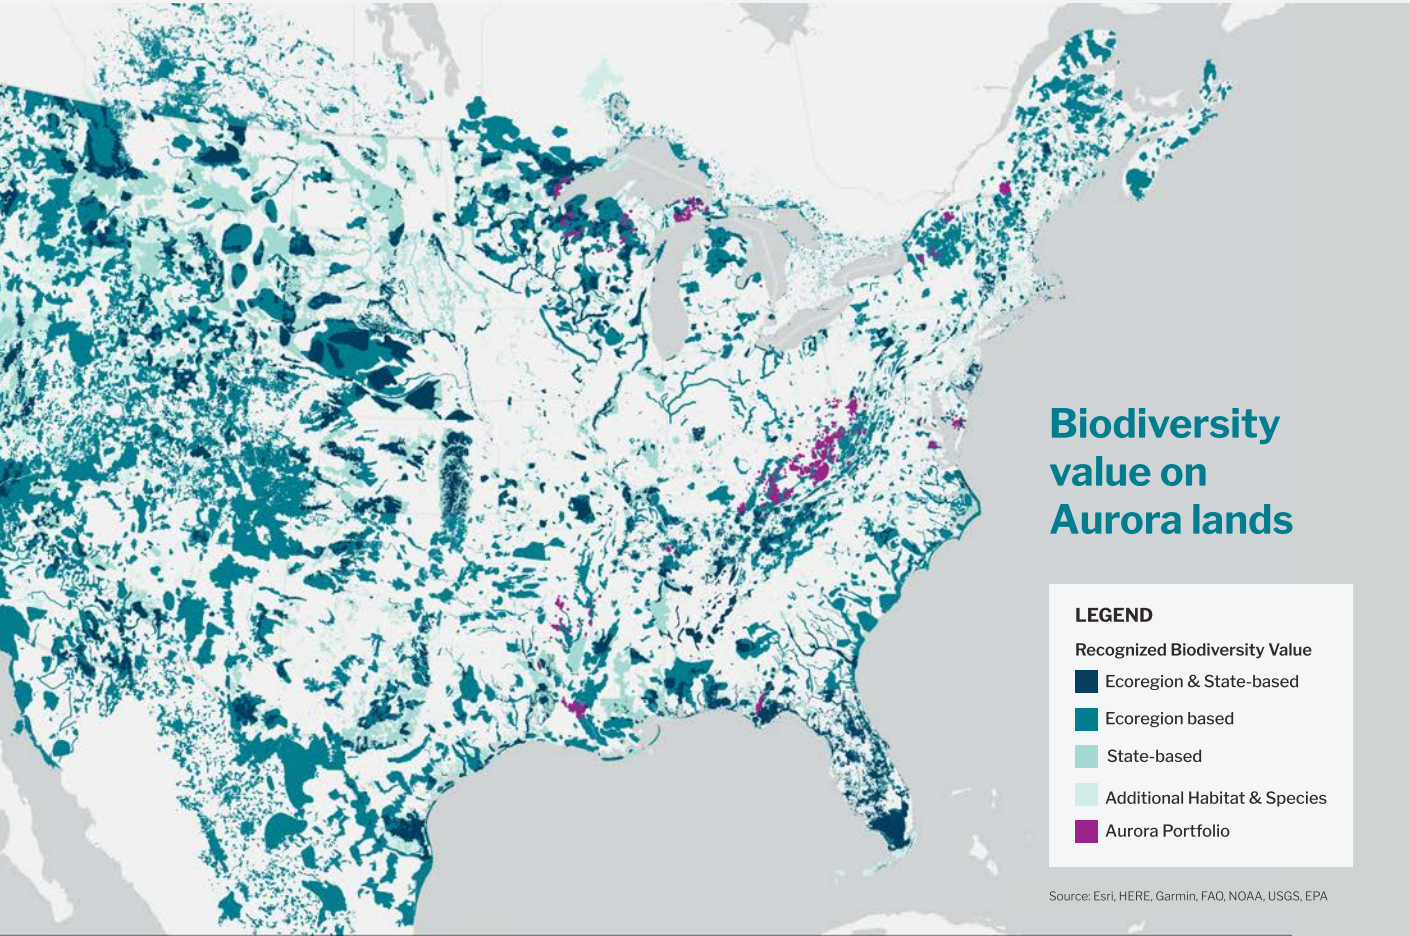 Biodiversity
value on
Aurora lands
LEGEND
Recognized Biodiversity Value
Ecoregion & State-based
Ecoregion based
State-based
Additional Habitat & Species
Aurora Portfolio
Source: Esri, HERE, Garmin, FAO, NOAA, USGS, EPA